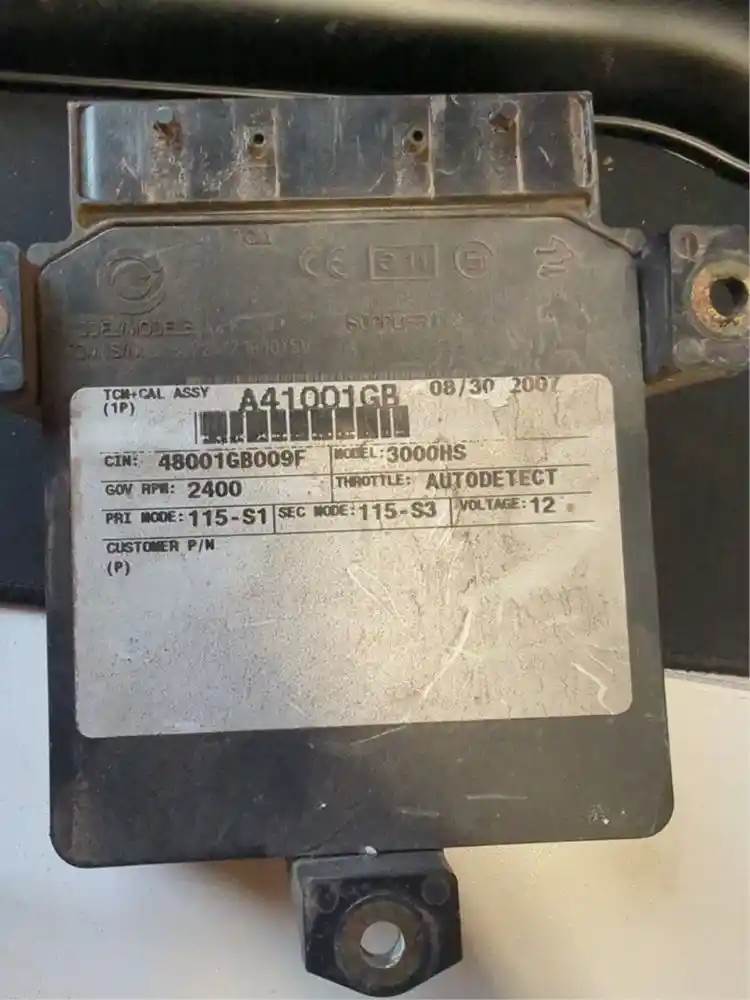 CE
TCM+CAL ASSY A41001GB 08/30 2007
(1P)
CIN: 48001GB009F MODEL: 3000HS
GOV RPM: 2400 THROTTLE: AUTODETECT
PRI MODE: 115-S1 SEC MODE: 115-S3 VOLTAGE: 12
CUSTOMER P/N
(P)